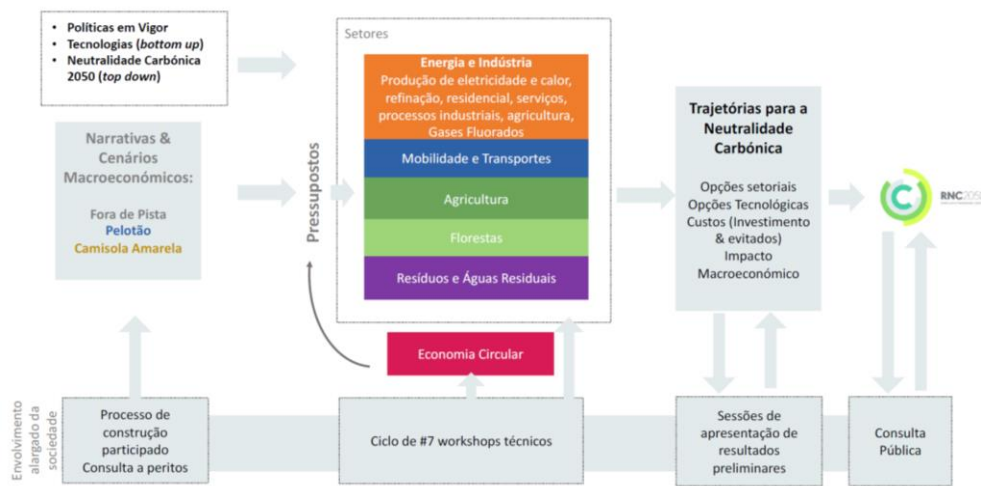 • Políticas em Vigor
• Tecnologias (bottom up)
• Neutralidade Carbónica
2050 (top down)
Narrativas &
Cenários
Macroeconómicos:
Fora de Pista
Pelotão
Camisola Amarela
Pressupostos
Setores
Energia e Indústria
Produção de eletricidade e calor,
refinação, residencial, serviços,
processos industriais, agricultura,
Gases Fluorados
Mobilidade e Transportes
Agricultura
Florestas
Resíduos e Águas Residuais
Economia Circular
Trajetórias para a
Neutralidade
Carbónica
Opções setoriais
Opções Tecnológicas
Custos (Investimento
& evitados)
Impacto
Macroeconómico
C
Envolvimento
alargado da
sociedade
Processo de
construção
participado
Consulta a peritos
Ciclo de #7 workshops técnicos
Sessões de
apresentação de
resultados
preliminares
Consulta
Pública